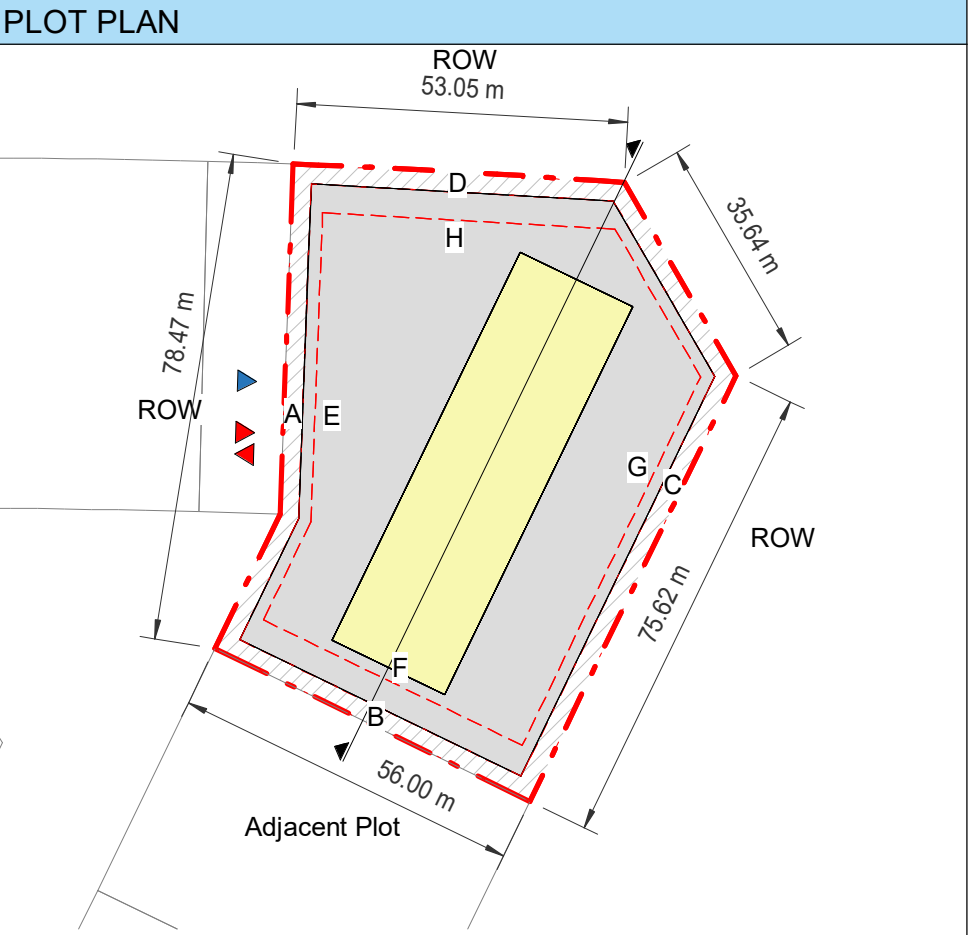 PLOT PLAN
ROW
53.05 m
D
H
35.64 m
78.47 m
ROW
A
E
G
C
ROW
75.62 m
F
B
56.00 m
Adjacent Plot